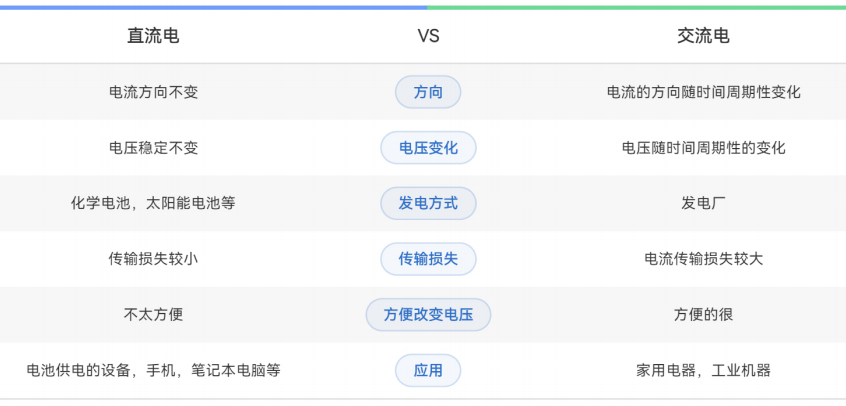 直流电 VS 交流电
电流方向不变 方向 电流的方向随时间周期性变化
电压稳定不变 电压变化 电压随时间周期性的变化
化学电池，太阳能电池等 发电方式 发电厂
传输损失较小 传输损失 电流传输损失较大
不太方便 方便改变电压 方便的很
电池供电的设备，手机，笔记本电脑等 应用 家用电器，工业机器